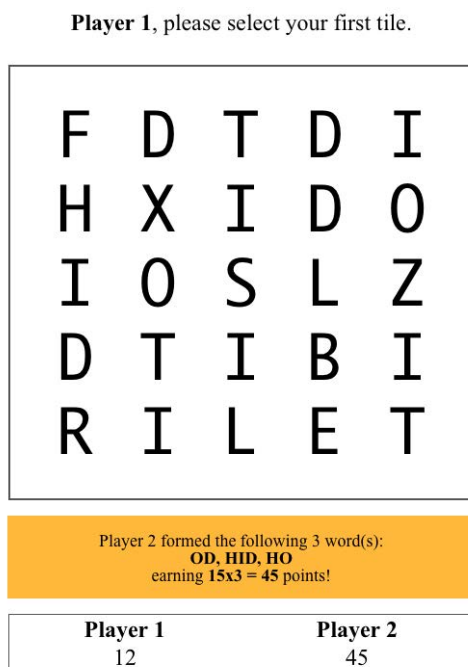 Player 1, please select your first tile.
F D T D I
H X I D O
I O S L Z
D T I B I
R I L E T
Player 2 formed the following 3 word(s):
OD, HID, HO
earning 15x3 = 45 points!
Player 1 Player 2
12 45